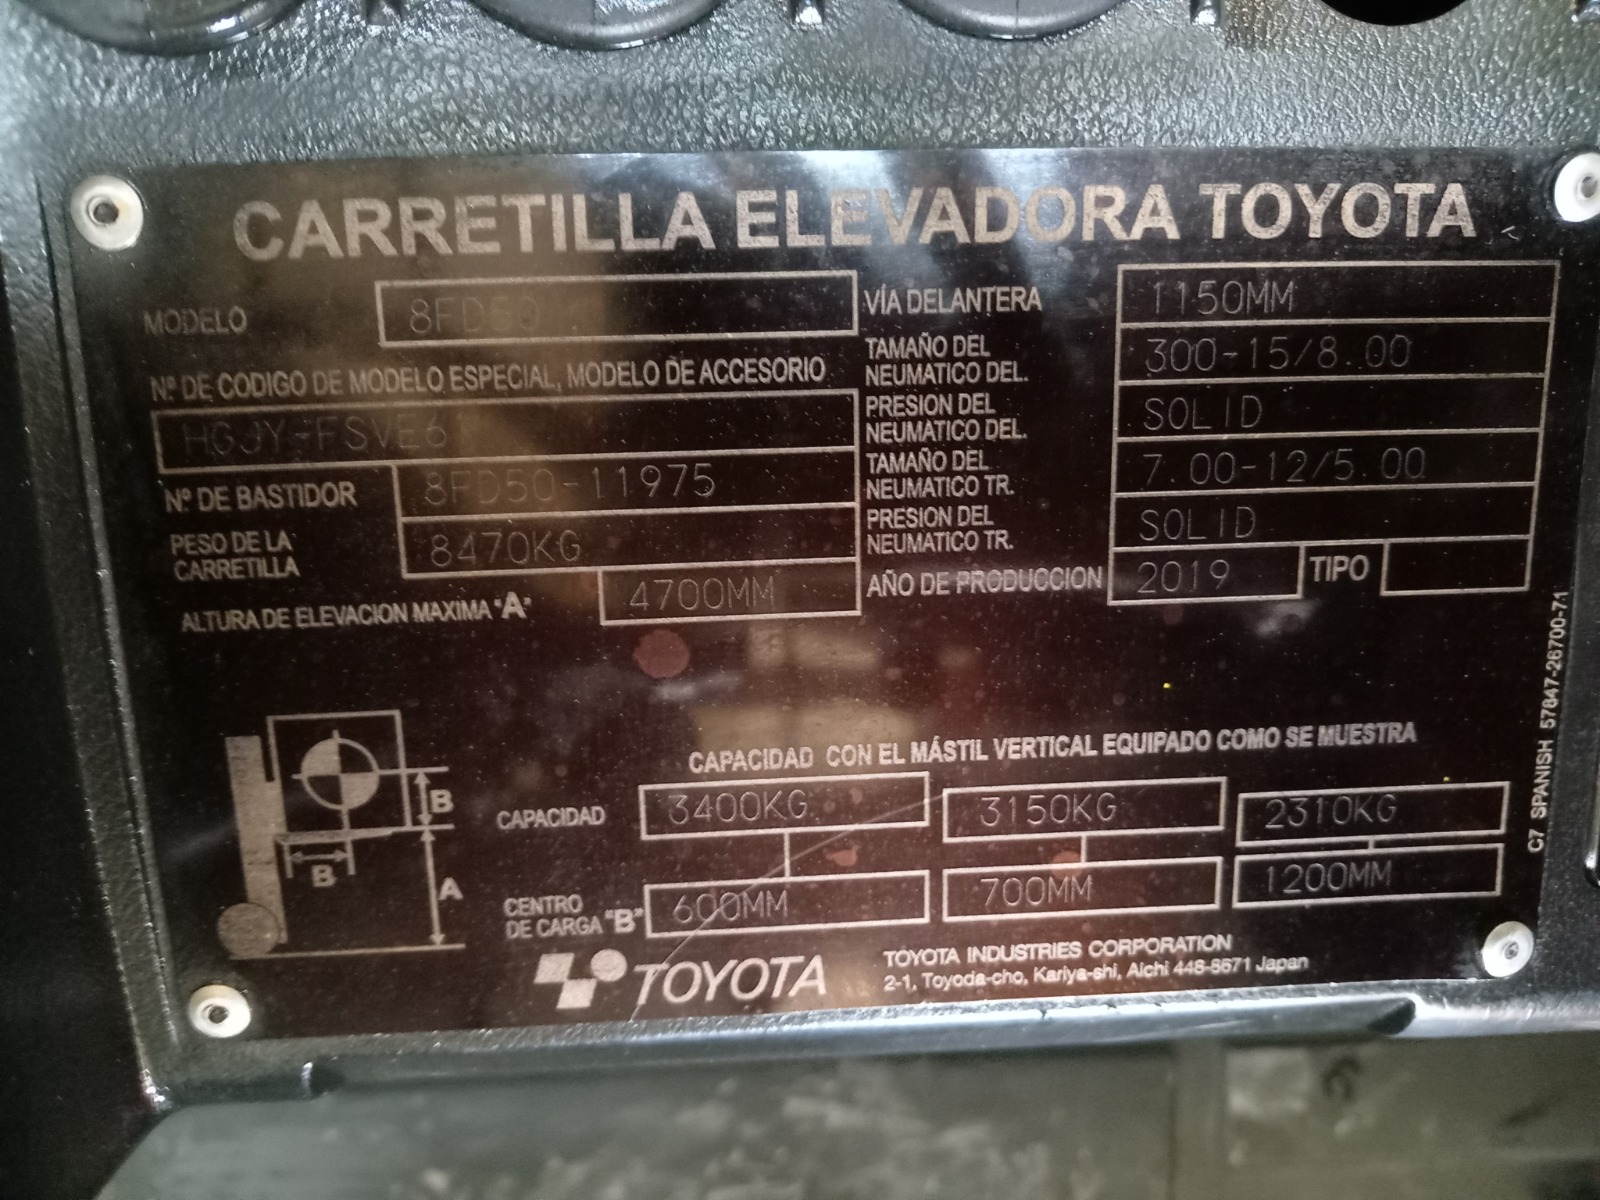 CARRETILLA ELEVADORA TOYOTA
MODELO 8FD50
Nº DE CODIGO DE MODELO ESPECIAL, MODELO DE ACCESORIO
HGJY-FSVE6
Nº DE BASTIDOR 8FD50-11975
PESO DE LA
CARRETILLA 8470KG
ALTURA DE ELEVACION MAXIMA "A" 4700MM
VÍA DELANTERA 1150MM
TAMAÑO DEL
NEUMATICO DEL. 300-15/8.00
PRESION DEL
NEUMATICO DEL. SOLID
TAMAÑO DEL
NEUMATICO TR. 7.00-12/5.00
PRESION DEL
NEUMATICO TR. SOLID
AÑO DE PRODUCCION 2019 TIPO
CAPACIDAD CON EL MÁSTIL VERTICAL EQUIPADO COMO SE MUESTRA
CAPACIDAD 3400KG 3150KG 2310KG
CENTRO
DE CARGA "B" 600MM 700MM 1200MM
B
B
A
TOYOTA
TOYOTA INDUSTRIES CORPORATION
2-1, Toyoda-cho, Kariya-shi, Aichi 448-8671 Japan
C7 SPANISH 57847-26700-71